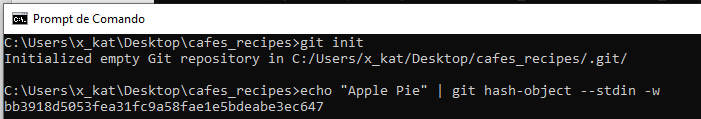 Prompt de Comando
C:\Users\x_kat\Desktop\cafes_recipes>git init
Initialized empty Git repository in C:/Users/x_kat/Desktop/cafes_recipes/.git/
C:\Users\x_kat\Desktop\cafes_recipes>echo "Apple Pie" | git hash-object --stdin -w
bb3918d5053fea31fc9a58fae1e5bdeabe3ec647